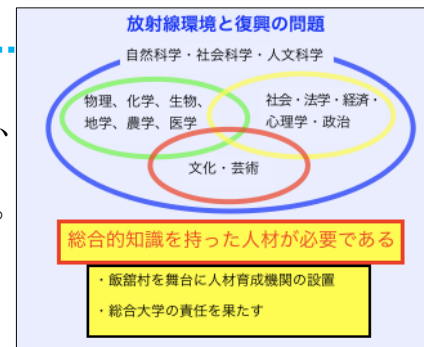 放射線環境と復興の問題
自然科学・社会科学・人文科学
物理、化学、生物、
地学、農学、医学
社会・法学・経済・
心理学・政治
文化・芸術
総合的知識を持った人材が必要である
・飯舘村を舞台に人材育成機関の設置
・総合大学の責任を果たす
、
。